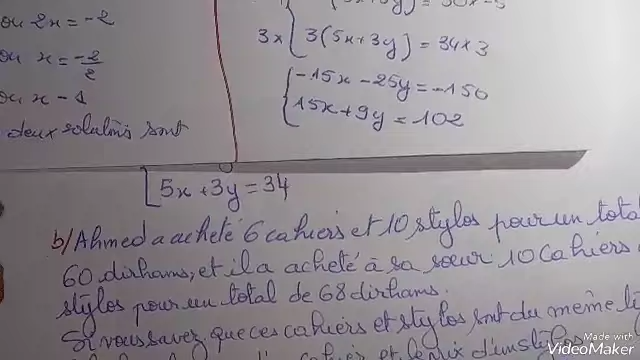 ou 2x = -2
ou x = -2/2
ou x - 1
deux solutions sont
3x { 3(5x + 3y) = 34 x 3
{ -15x - 25y = -150
15x + 9y = 102
[ 5x + 3y = 34
b/ Ahmed a acheté 6 cahiers et 10 stylos pour un total
60 dirhams, et il a acheté à sa sœur 10 Cahiers
stylos pour un total de 68 dirhams.
Si vous savez que ces cahiers et stylos sont du même
Made with
VideoMaker